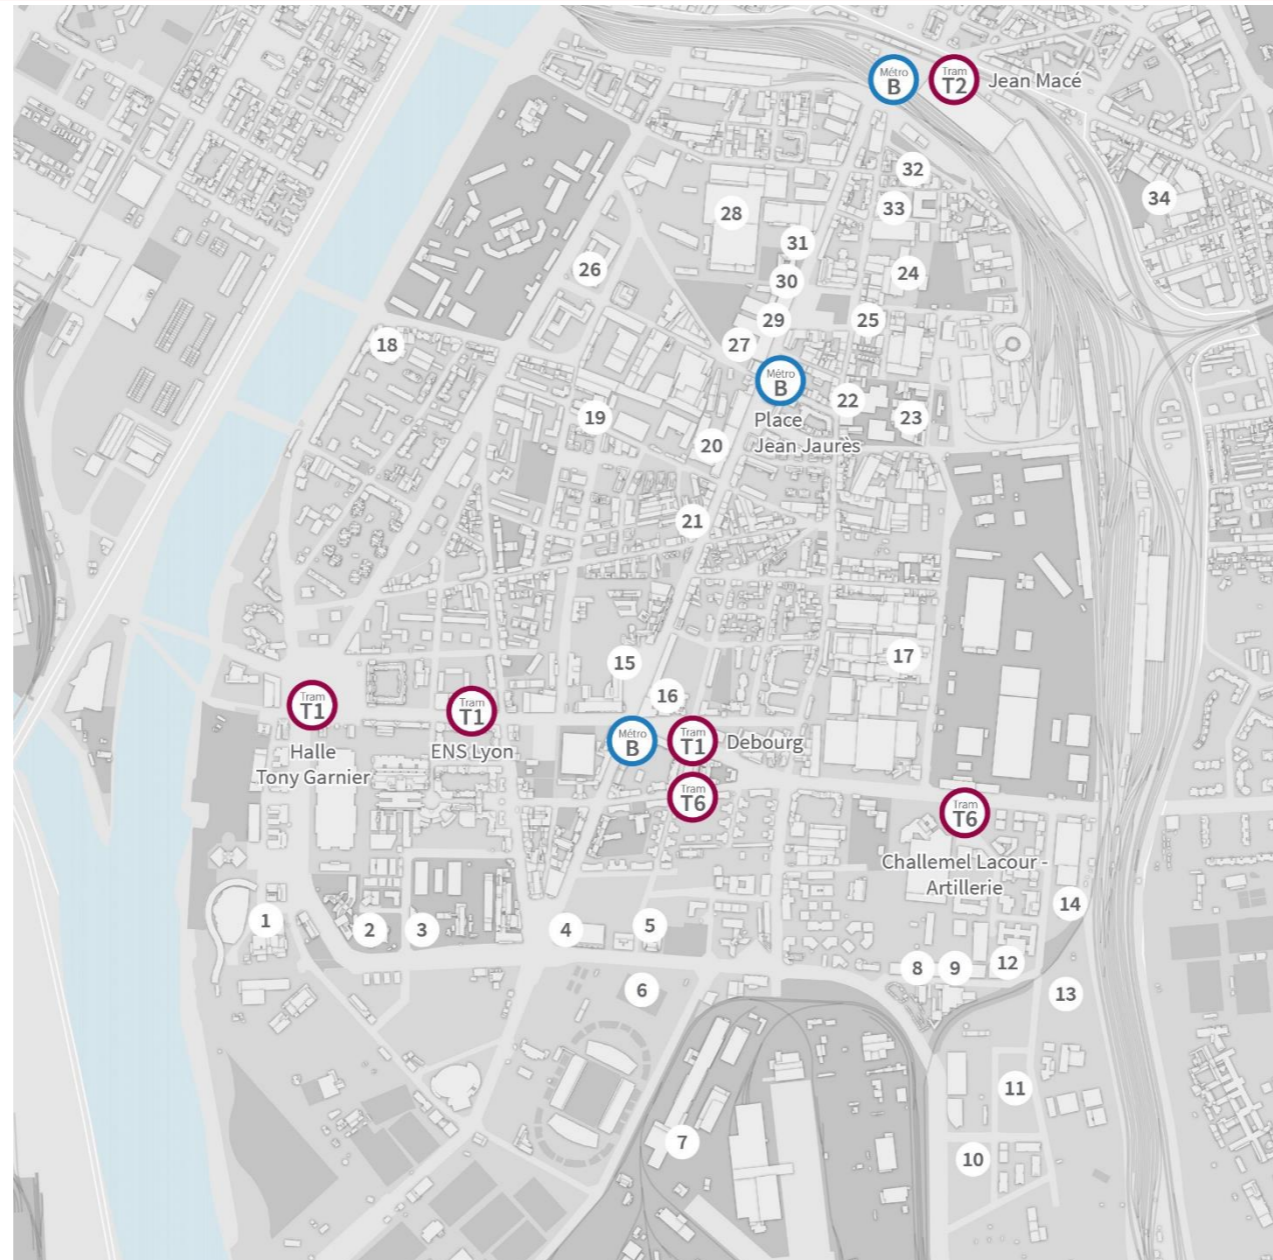 Métro
B
Tram
T2
Jean Macé
32
34
33
28
31
24
26
30
29
25
18
27
Métro
B
22
23
19
Place
Jean Jaurès
20
21
15
17
16
Tram
T1
Halle
Tony Garnier
Tram
T1
ENS Lyon
Métro
B
Tram
T1
Debourg
Tram
T6
Tram
T6
Challemel Lacour -
Artillerie
14
1
2
3
4
5
12
8
9
6
13
11
7
10